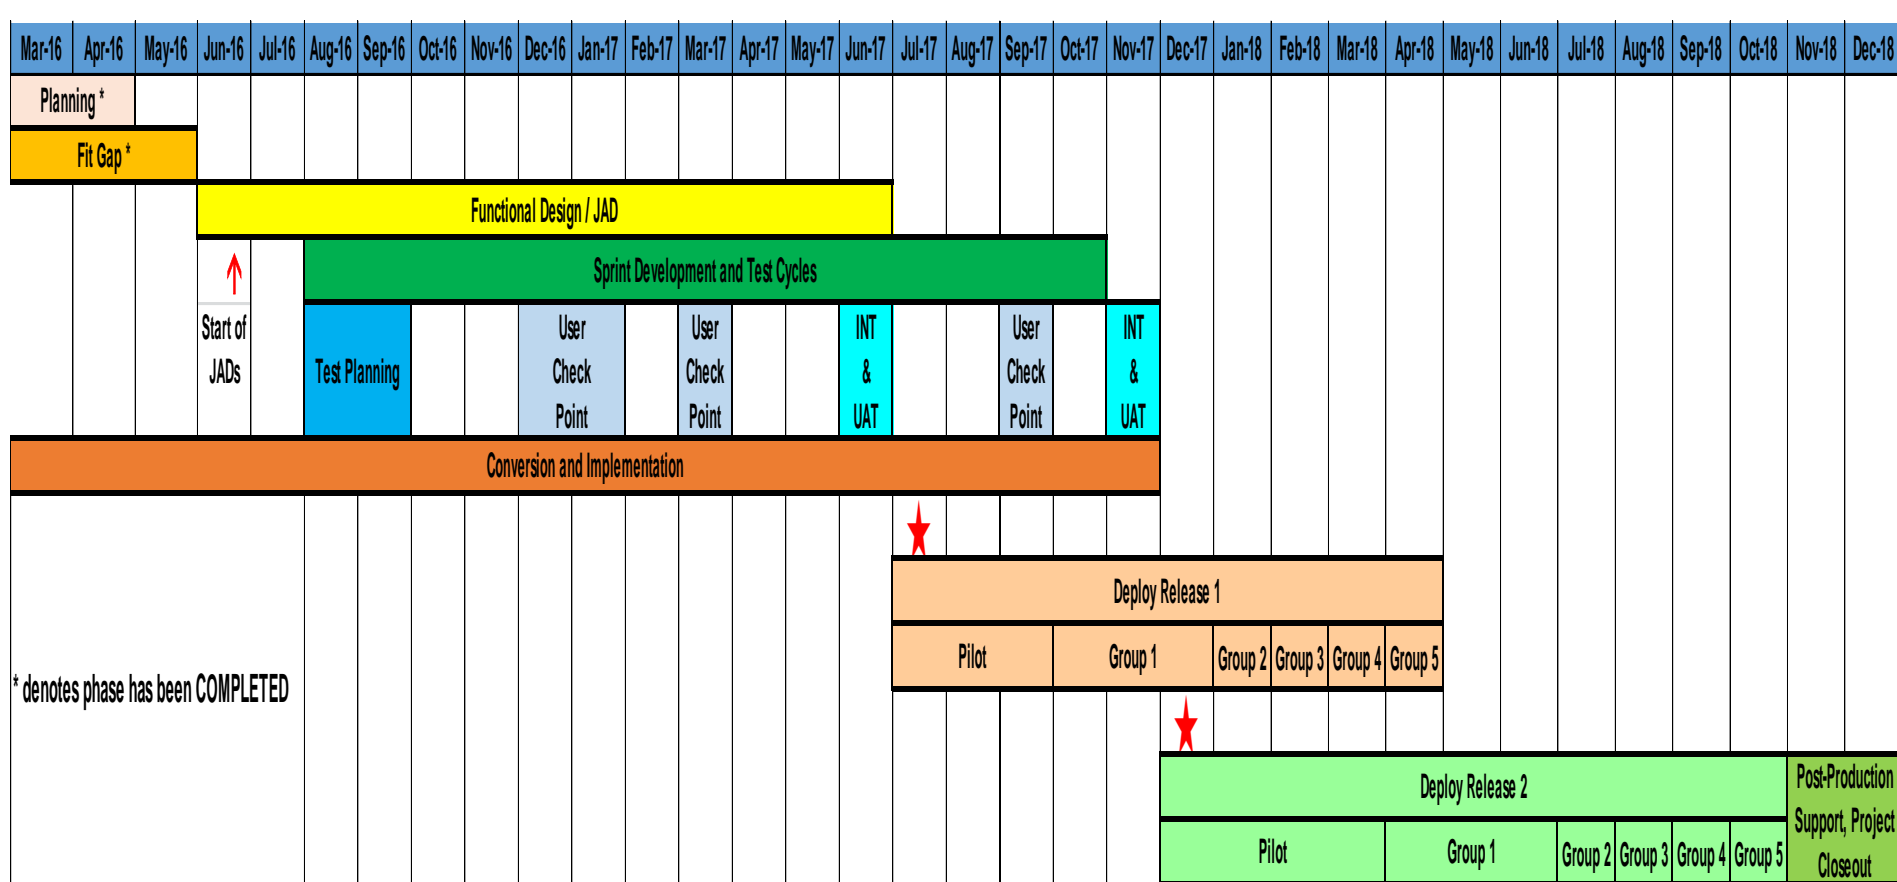 Mar-16 Apr-16 May-16 Jun-16 Jul-16 Aug-16 Sep-16 Oct-16 Nov-16 Dec-16 Jan-17 Feb-17 Mar-17 Apr-17 May-17 Jun-17 Jul-17 Aug-17 Sep-17 Oct-17 Nov-17 Dec-17 Jan-18 Feb-18 Mar-18 Apr-18 May-18 Jun-18 Jul-18 Aug-18 Sep-18 Oct-18 Nov-18 Dec-18
Planning *
Fit Gap *
Functional Design / JAD
Sprint Development and Test Cycles
Start of
JADs
Test Planning
User
Check
Point
User
Check
Point
INT
&
UAT
User
Check
Point
INT
&
UAT
Conversion and Implementation
Deploy Release 1
Pilot Group 1 Group 2 Group 3 Group 4 Group 5
* denotes phase has been COMPLETED
Deploy Release 2
Pilot Group 1 Group 2 Group 3 Group 4 Group 5
Post-Production
Support, Project
Closeout